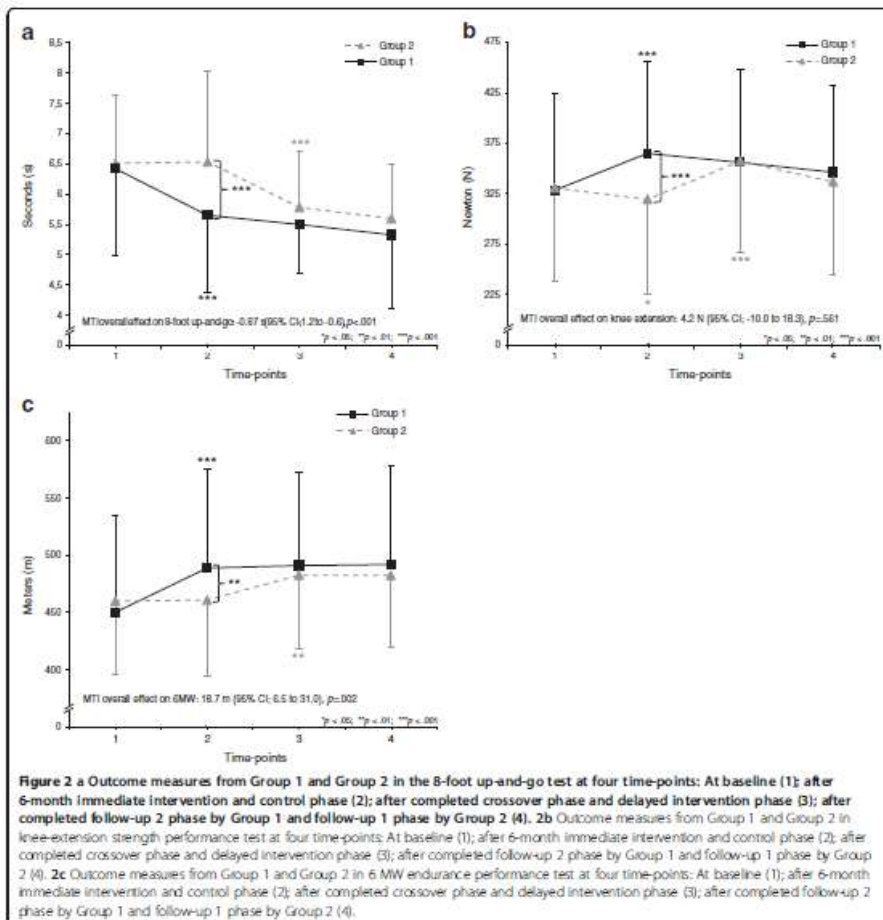 a
Group 2
Group 1
8,5
8
7,5
7
6,5
6
5,5
5
4,5
4
0
Seconds (s)
***
***
***
MTI overall effect on 8-foot up-and-go: -0.67 s(95% CI;(1.2 to -0.6),p<.001
*p < .05; **p < .01; ***p < .001
1 2 3 4
Time-points
b
Group 1
Group 2
475
425
375
325
275
225
0
Newton (N)
***
***
***
*
MTI overall effect on knee extension: 4.2 N (95% CI; -10.0 to 18.3), p=.561
*p < .05; **p < .01; ***p < .001
1 2 3 4
Time-points
c
Group 1
Group 2
600
550
500
450
400
0
Meters (m)
***
**
**
MTI overall effect on 6MW: 18.7 m (95% CI; 6.5 to 31.0), p=.002
*p < .05; **p < .01; ***p < .001
1 2 3 4
Time-points
Figure 2 a Outcome measures from Group 1 and Group 2 in the 8-foot up-and-go test at four time-points: At baseline (1); after
6-month immediate intervention and control phase (2); after completed crossover phase and delayed intervention phase (3); after
completed follow-up 2 phase by Group 1 and follow-up 1 phase by Group 2 (4). 2b Outcome measures from Group 1 and Group 2 in
knee-extension strength performance test at four time-points: At baseline (1); after 6-month immediate intervention and control phase (2); after
completed crossover phase and delayed intervention phase (3); after completed follow-up 2 phase by Group 1 and follow-up 1 phase by Group
2 (4). 2c Outcome measures from Group 1 and Group 2 in 6 MW endurance performance test at four time-points: At baseline (1); after 6-month
immediate intervention and control phase (2); after completed crossover phase and delayed intervention phase (3); after completed follow-up 2
phase by Group 1 and follow-up 1 phase by Group 2 (4).